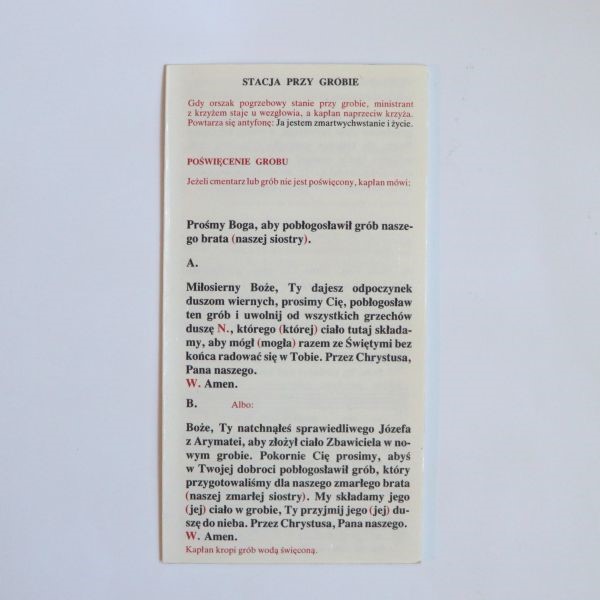 STACJA PRZY GROBIE
Gdy orszak pogrzebowy stanie przy grobie, ministrant
z krzyżem staje u wezgłowia, a kapłan naprzeciw krzyża.
Powtarza się antyfonę: Ja jestem zmartwychwstanie i życie.
POŚWIĘCENIE GROBU
Jeżeli cmentarz lub grób nie jest poświęcony, kapłan mówi:
Prośmy Boga, aby pobłogosławił grób nasze-
go brata (naszej siostry).
A.
Miłosierny Boże, Ty dajesz odpoczynek
duszom wiernych, prosimy Cię, pobłogosław
ten grób i uwolnij od wszystkich grzechów
duszę N., którego (której) ciało tutaj składa-
my, aby mógł (mogła) razem ze Świętymi bez
końca radować się w Tobie. Przez Chrystusa,
Pana naszego.
W. Amen.
B. Albo:
Boże, Ty natchnąłeś sprawiedliwego Józefa
z Arymatei, aby złożył ciało Zbawiciela w no-
wym grobie. Pokornie Cię prosimy, abyś
w Twojej dobroci pobłogosławił grób, który
przygotowaliśmy dla naszego zmarłego brata
(naszej zmarłej siostry). My składamy jego
(jej) ciało w grobie, Ty przyjmij jego (jej) du-
szę do nieba. Przez Chrystusa, Pana naszego.
W. Amen.
Kapłan kropi grób wodą święconą.